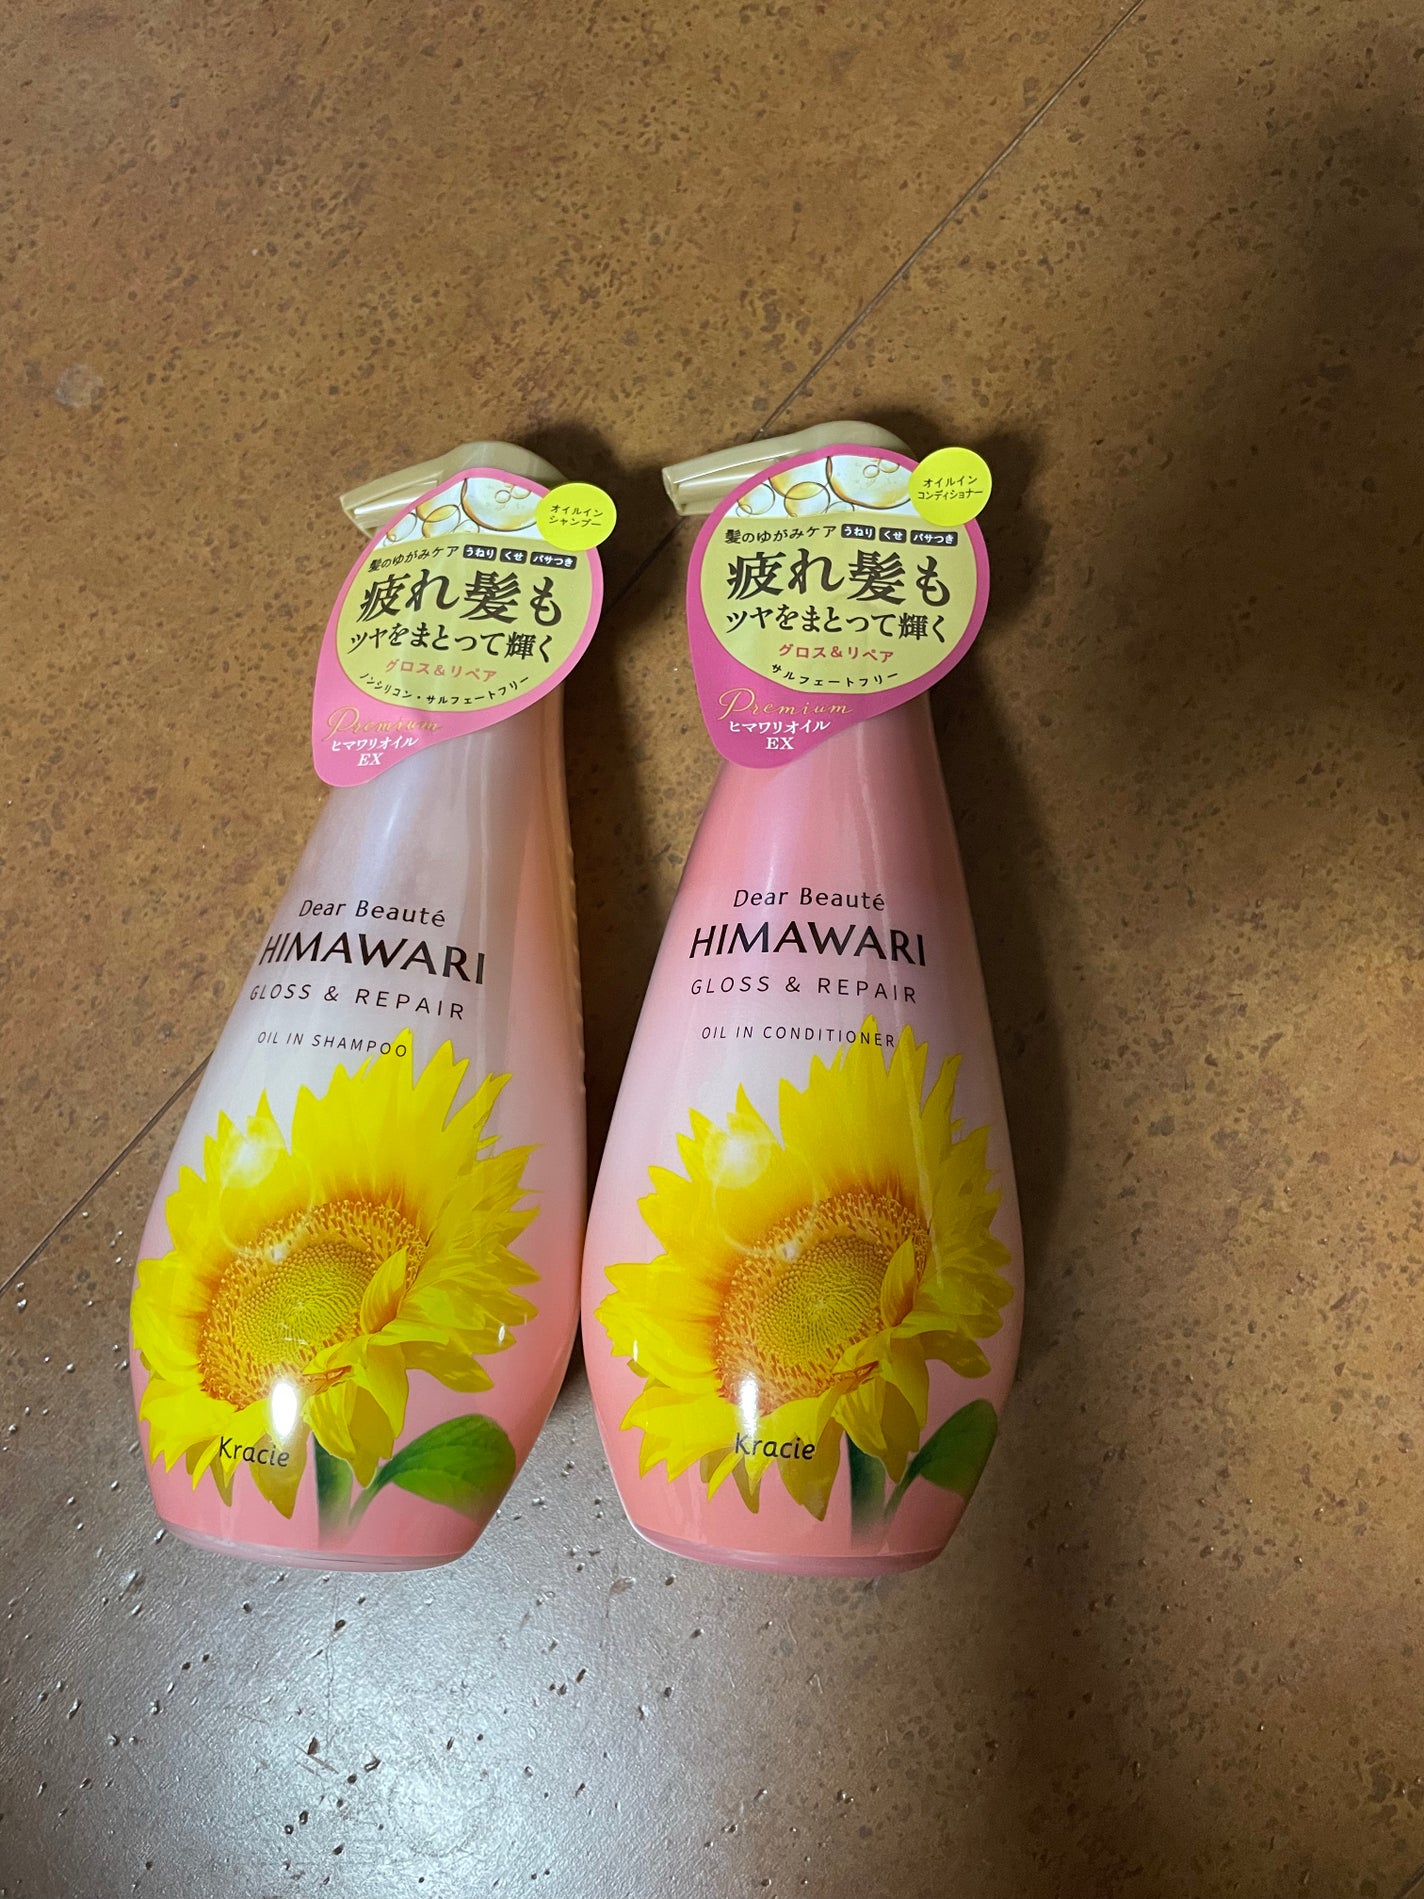 オイルイン
シャンプー
髪のゆがみケア うねり くせ パサつき
疲れ髪も
ツヤをまとって輝く
グロス&リペア
ノンシリコン・サルフェートフリー
Premium
ヒマワリオイル
EX
Dear Beauté
HIMAWARI
GLOSS & REPAIR
OIL IN SHAMPOO
Kracie
オイルイン
コンディショナー
髪のゆがみケア うねり くせ パサつき
疲れ髪も
ツヤをまとって輝く
グロス&リペア
サルフェートフリー
Premium
ヒマワリオイル
EX
Dear Beauté
HIMAWARI
GLOSS & REPAIR
OIL IN CONDITIONER
Kracie